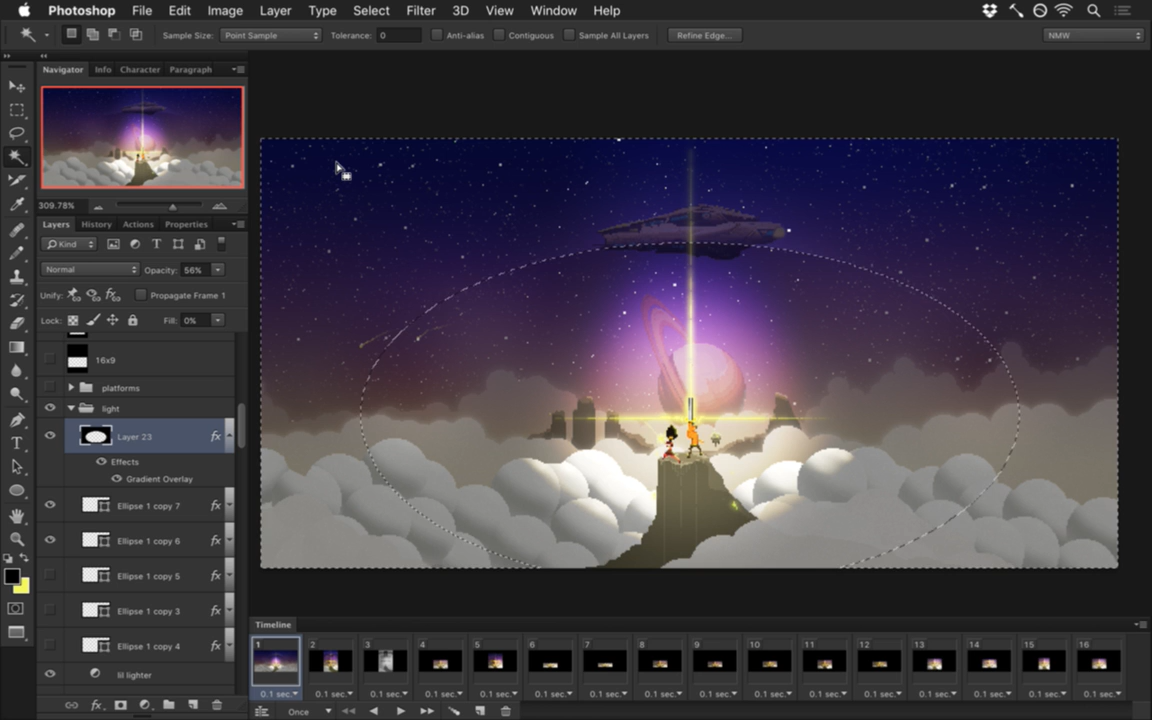 Photoshop File Edit Image Layer Type Select Filter 3D View Window Help
Sample Size: Point Sample Tolerance: 0 Anti-alias Contiguous Sample All Layers Refine Edge... NMW
Navigator Info Character Paragraph
309.78%
Layers History Actions Properties
Kind T
Normal Opacity: 56%
Unify: Propagate Frame 1
Lock: Fill: 0%
16x9
platforms
light
Layer 23 fx
Effects
Gradient Overlay
Ellipse 1 copy 7 fx
Ellipse 1 copy 6 fx
Ellipse 1 copy 5 fx
Ellipse 1 copy 3 fx
Ellipse 1 copy 4 fx
lil lighter
fx
Timeline
1 2 3 4 5 6 7 8 9 10 11 12 13 14 15 16
0.1 sec. 0.1 sec. 0.1 sec. 0.1 sec. 0.1 sec. 0.1 sec. 0.1 sec. 0.1 sec. 0.1 sec. 0.1 sec. 0.1 sec. 0.1 sec. 0.1 sec. 0.1 sec. 0.1 sec. 0.1 sec.
Once